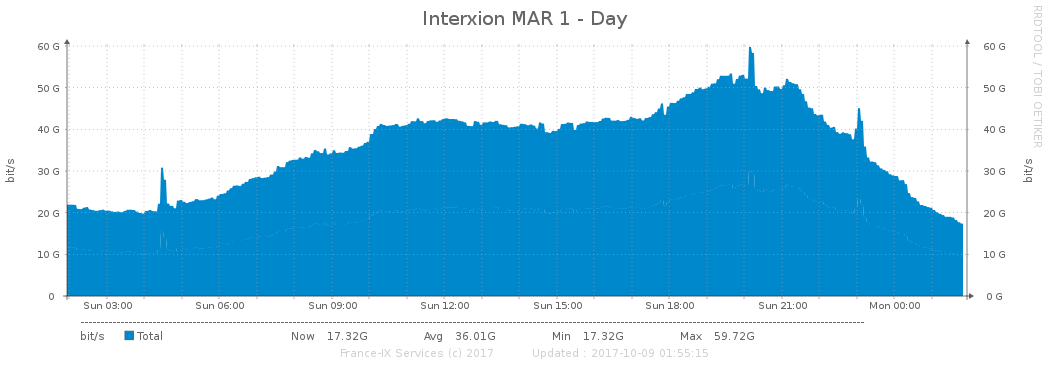 Interxion MAR 1 - Day
RRDTOOL / TOBI OETIKER
60 G 60 G
50 G 50 G
40 G 40 G
30 G 30 G
20 G 20 G
10 G 10 G
0 0 G
bit/s bit/s
Sun 03:00 Sun 06:00 Sun 09:00 Sun 12:00 Sun 15:00 Sun 18:00 Sun 21:00 Mon 00:00
bit/s Total Now 17.32G Avg 36.01G Min 17.32G Max 59.72G
France-IX Services (c) 2017 Updated : 2017-10-09 01:55:15